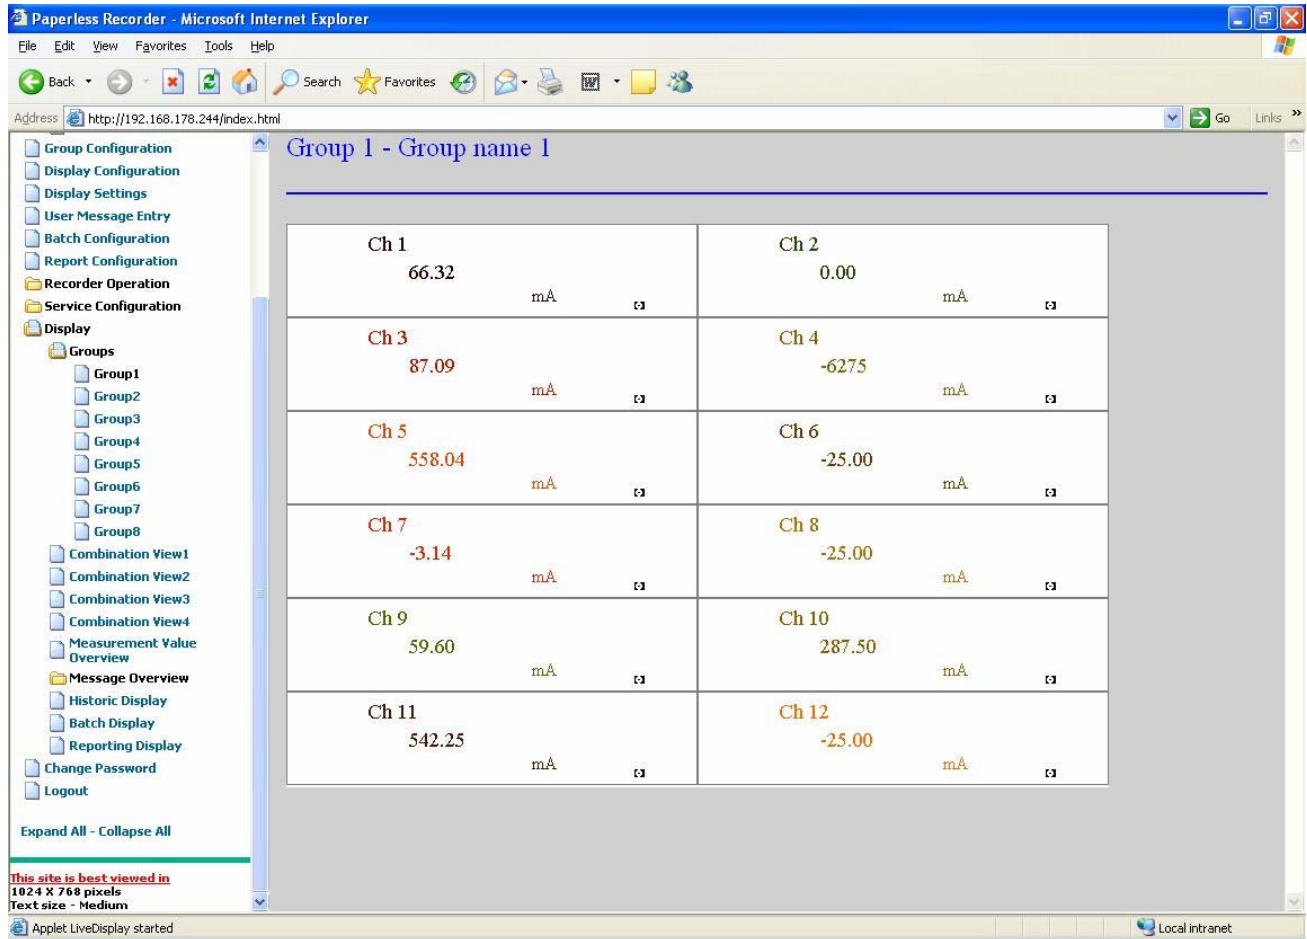 Paperless Recorder - Microsoft Internet Explorer
File Edit View Favorites Tools Help
Back Search Favorites
Address http://192.168.178.244/index.html Go Links »
Group Configuration
Display Configuration
Display Settings
User Message Entry
Batch Configuration
Report Configuration
Recorder Operation
Service Configuration
Display
Groups
Group1
Group2
Group3
Group4
Group5
Group6
Group7
Group8
Combination View1
Combination View2
Combination View3
Combination View4
Measurement Value
Overview
Message Overview
Historic Display
Batch Display
Reporting Display
Change Password
Logout
Expand All - Collapse All
This site is best viewed in
1024 X 768 pixels
Text size - Medium
Group 1 - Group name 1
Ch 1
66.32
mA [-]
Ch 2
0.00
mA [-]
Ch 3
87.09
mA [-]
Ch 4
-6275
mA [-]
Ch 5
558.04
mA [-]
Ch 6
-25.00
mA [-]
Ch 7
-3.14
mA [-]
Ch 8
-25.00
mA [-]
Ch 9
59.60
mA [-]
Ch 10
287.50
mA [-]
Ch 11
542.25
mA [-]
Ch 12
-25.00
mA [-]
Applet LiveDisplay started Local intranet